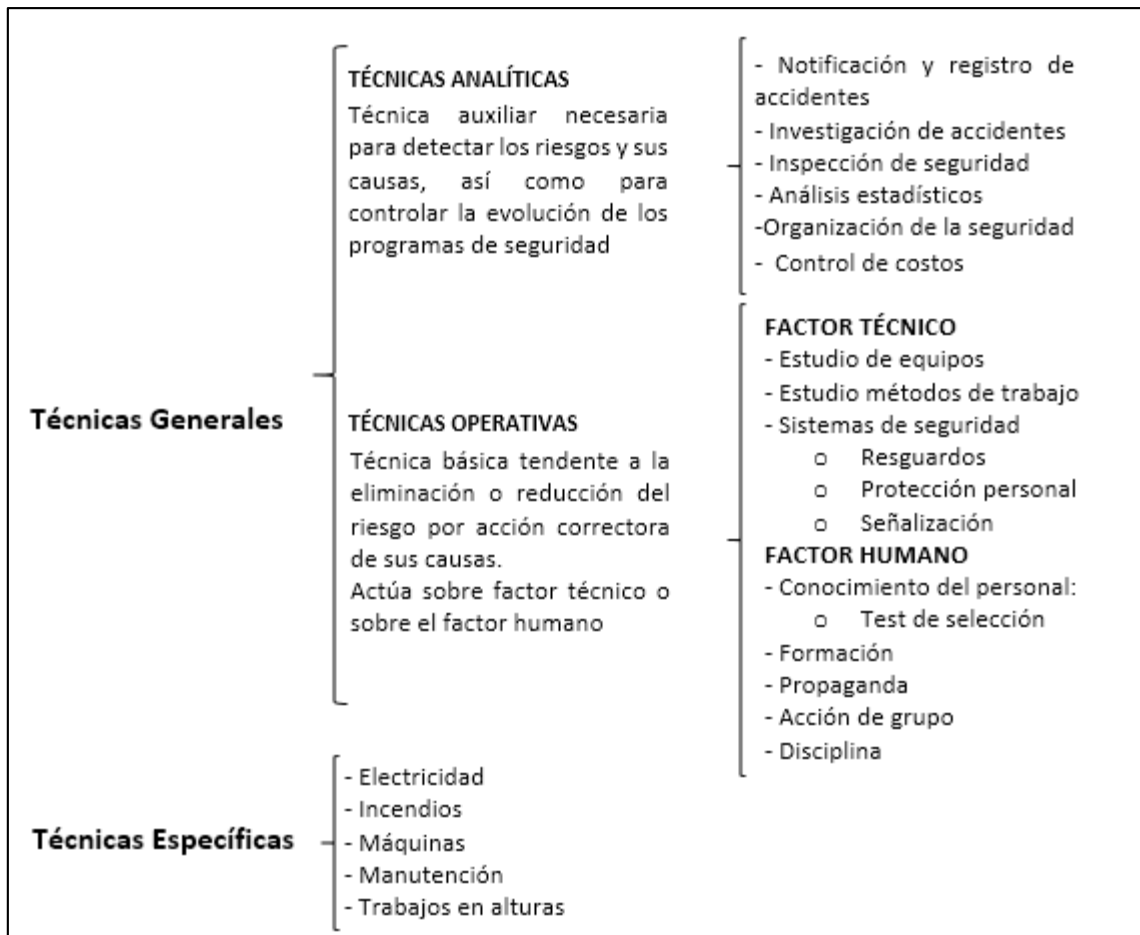 TÉCNICAS ANALÍTICAS
Técnica auxiliar necesaria
para detectar los riesgos y sus
causas, así como para
controlar la evolución de los
programas de seguridad
- Notificación y registro de
accidentes
- Investigación de accidentes
- Inspección de seguridad
- Análisis estadísticos
-Organización de la seguridad
- Control de costos
Técnicas Generales
TÉCNICAS OPERATIVAS
Técnica básica tendente a la
eliminación o reducción del
riesgo por acción correctora
de sus causas.
Actúa sobre factor técnico o
sobre el factor humano
FACTOR TÉCNICO
- Estudio de equipos
- Estudio métodos de trabajo
- Sistemas de seguridad
o Resguardos
o Protección personal
o Señalización
FACTOR HUMANO
- Conocimiento del personal:
o Test de selección
- Formación
- Propaganda
- Acción de grupo
- Disciplina
Técnicas Específicas
- Electricidad
- Incendios
- Máquinas
- Manutención
- Trabajos en alturas